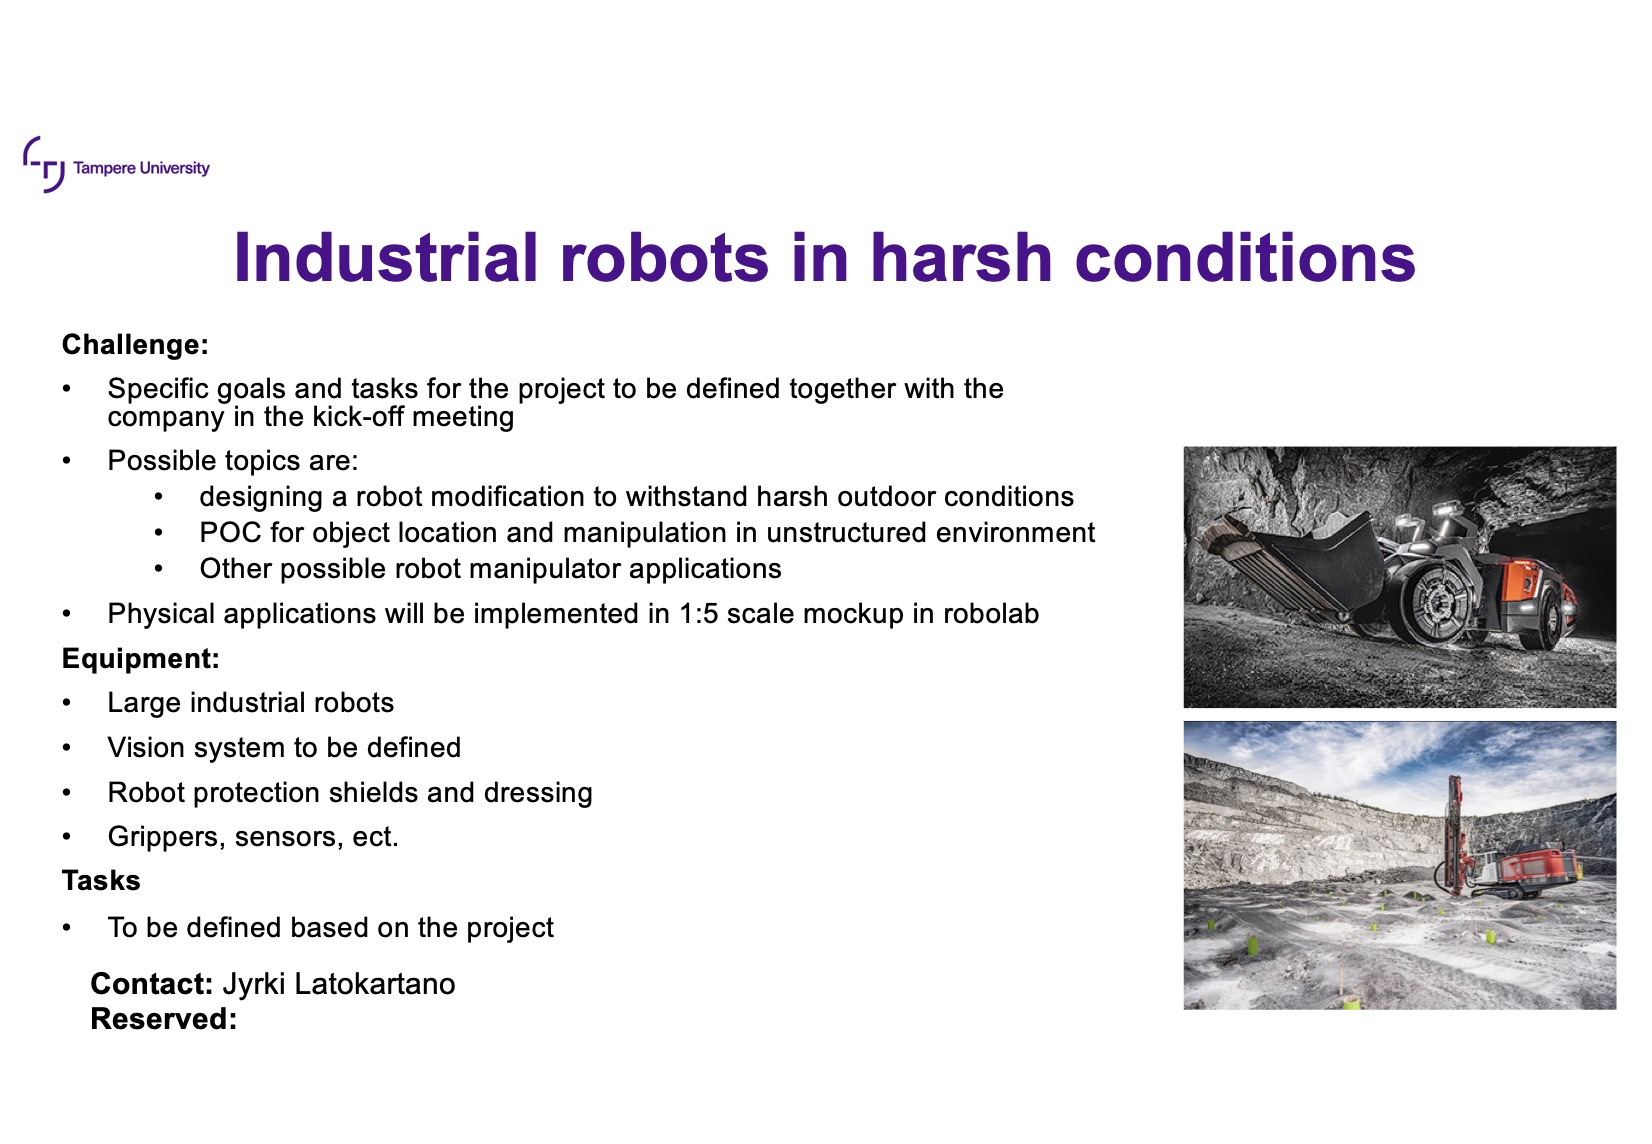 Tampere University
Industrial robots in harsh conditions
Challenge:
• Specific goals and tasks for the project to be defined together with the
company in the kick-off meeting
• Possible topics are:
• designing a robot modification to withstand harsh outdoor conditions
• POC for object location and manipulation in unstructured environment
• Other possible robot manipulator applications
• Physical applications will be implemented in 1:5 scale mockup in robolab
Equipment:
• Large industrial robots
• Vision system to be defined
• Robot protection shields and dressing
• Grippers, sensors, ect.
Tasks
• To be defined based on the project
Contact: Jyrki Latokartano
Reserved: